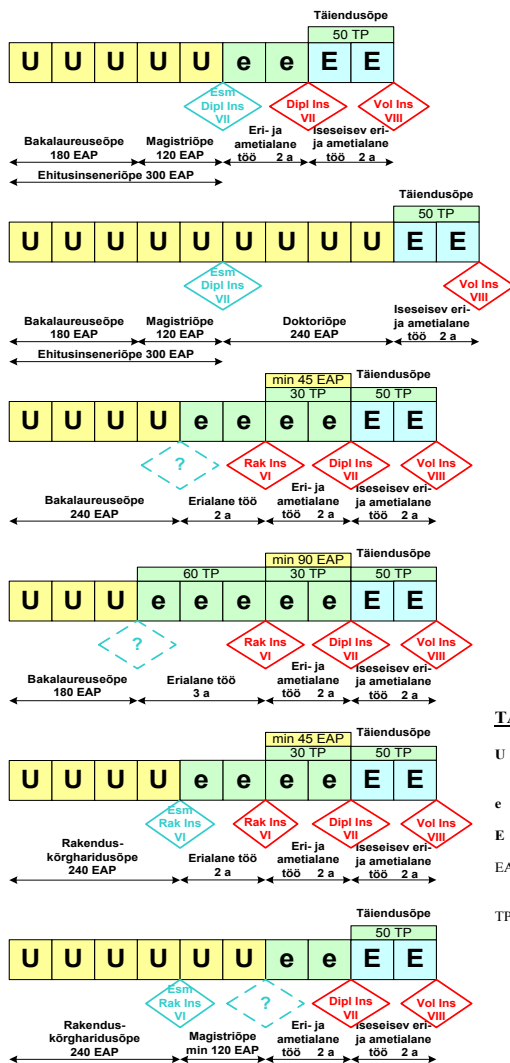 Täiendusõpe
50 TP
U U U U U e e E E
Esm Dipl Ins VII
Dipl Ins VII
Vol Ins VIII
Bakalaureuseõpe 180 EAP
Magistriõpe 120 EAP
Eri- ja ametialane töö 2 a
Iseseisev eri- ja ametialane töö 2 a
Ehitusinseneriõpe 300 EAP
Täiendusõpe
50 TP
U U U U U U U U U E E
Esm Dipl Ins VII
Vol Ins VIII
Bakalaureuseõpe 180 EAP
Magistriõpe 120 EAP
Doktoriõpe 240 EAP
Iseseisev eri- ja ametialane töö 2 a
Ehitusinseneriõpe 300 EAP
min 45 EAP
Täiendusõpe
30 TP
50 TP
U U U U e e e e E E
?
Rak Ins VI
Dipl Ins VII
Vol Ins VIII
Bakalaureuseõpe 240 EAP
Erialane töö 2 a
Eri- ja ametialane töö 2 a
Iseseisev eri- ja ametialane töö 2 a
min 90 EAP
Täiendusõpe
60 TP
30 TP
50 TP
U U U e e e e e E E
?
Rak Ins VI
Dipl Ins VII
Vol Ins VIII
Bakalaureuseõpe 180 EAP
Erialane töö 3 a
Eri- ja ametialane töö 2 a
Iseseisev eri- ja ametialane töö 2 a
min 45 EAP
Täiendusõpe
30 TP
50 TP
U U U U e e e e E E
Esm Rak Ins VI
Rak Ins VI
Dipl Ins VII
Vol Ins VIII
Rakendus-kõrgharidusõpe 240 EAP
Erialane töö 2 a
Eri- ja ametialane töö 2 a
Iseseisev eri- ja ametialane töö 2 a
Täiendusõpe
50 TP
U U U U U U e e E E
Esm Rak Ins VI
?
Dipl Ins VII
Vol Ins VIII
Rakendus-kõrgharidusõpe 240 EAP
Magistriõpe min 120 EAP
Eri- ja ametialane töö 2 a
Iseseisev eri- ja ametialane töö 2 a
U
e
E
TP